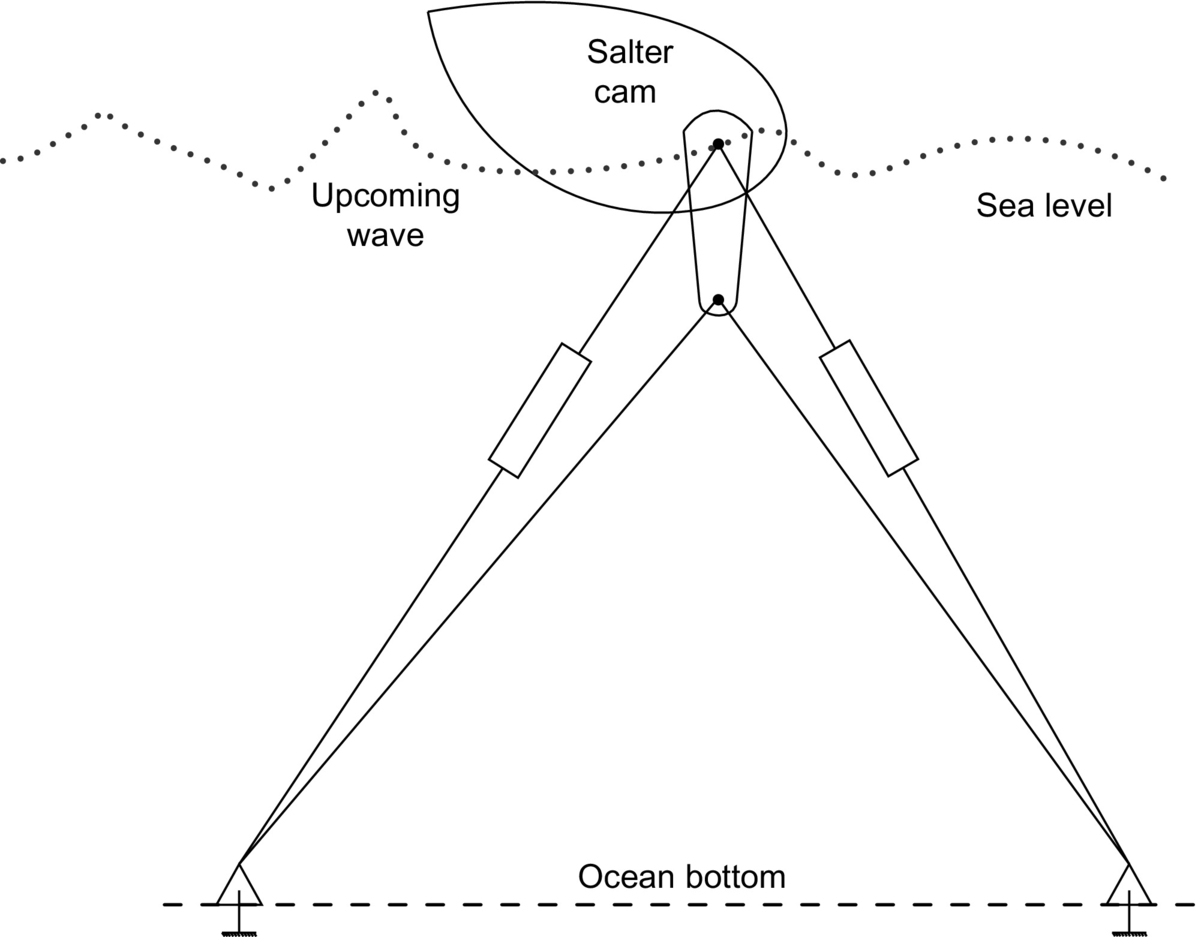 Salter
cam
Upcoming
wave
Sea level
Ocean bottom